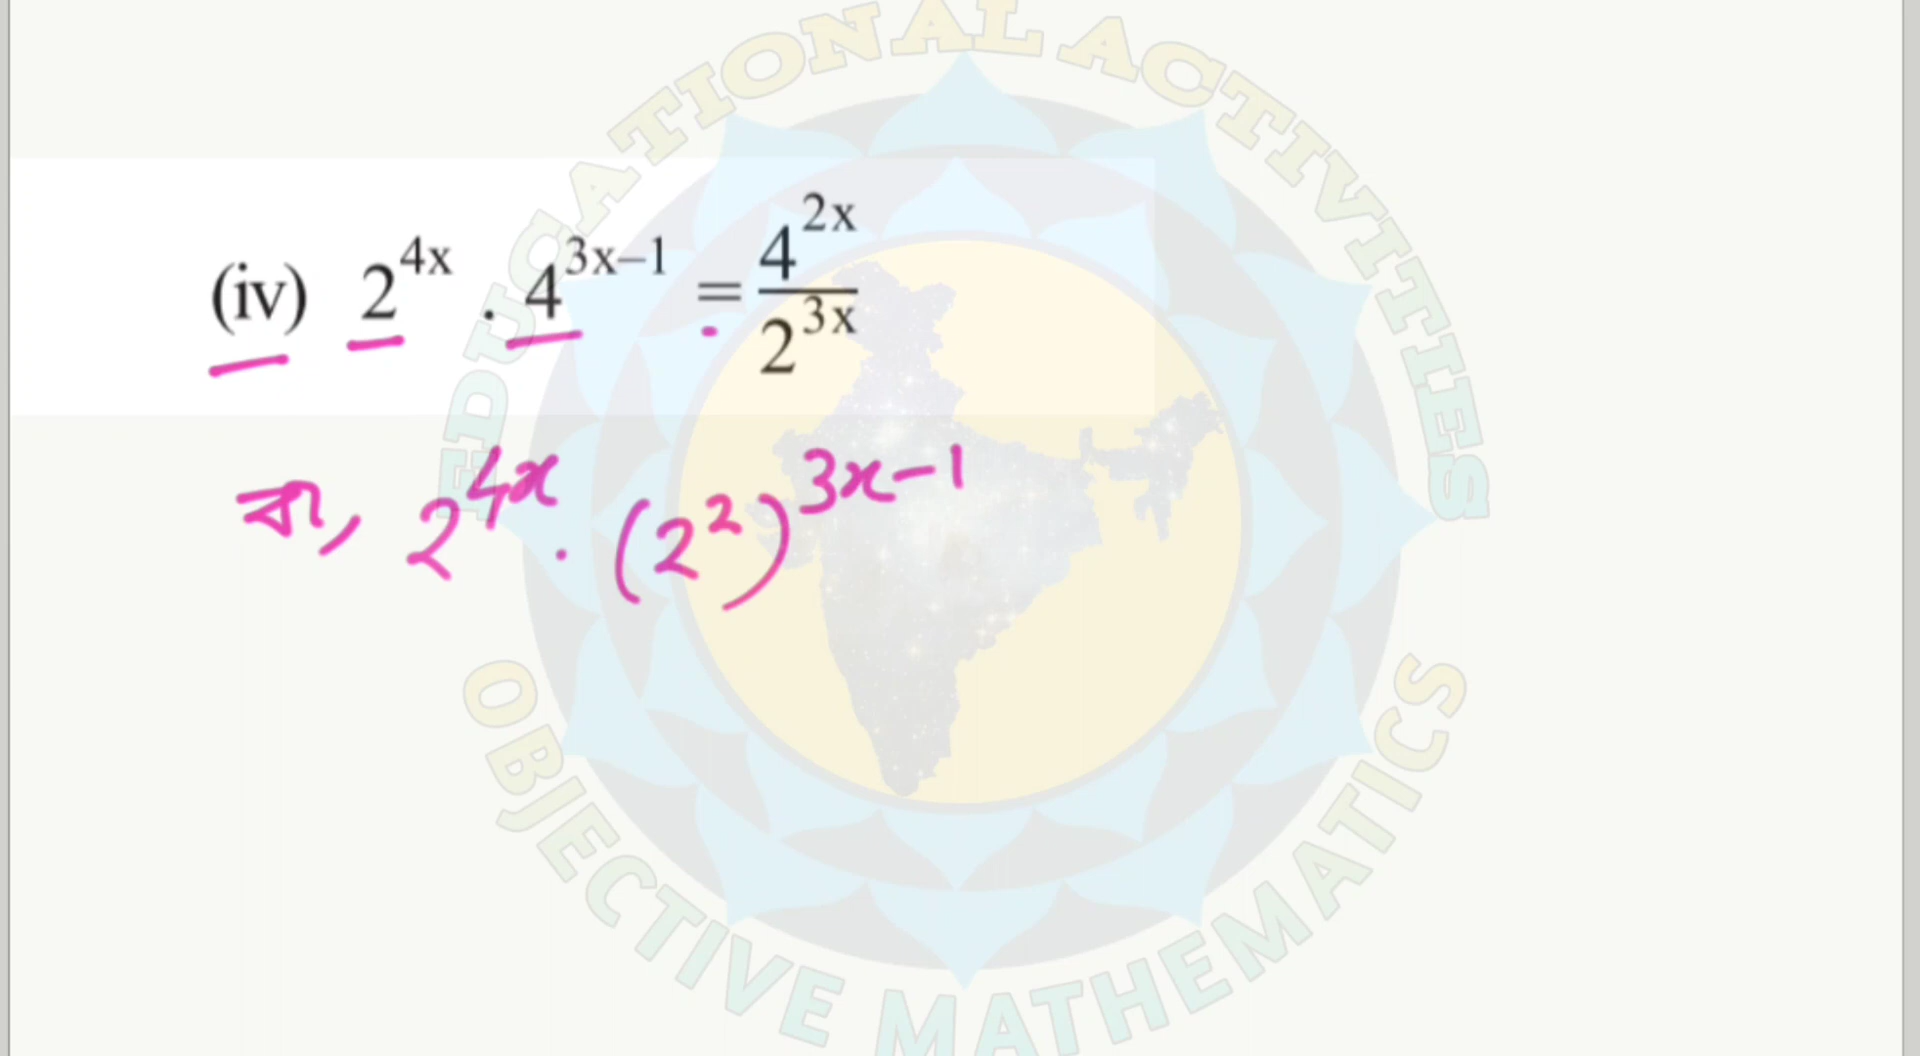 EDUCATIONAL ACTIVITIES
(iv) 2^{4x} . 4^{3x–1} = \frac{4^{2x}}{2^{3x}}
বা, 2^{4x} . (2^2)^{3x-1}
OBJECTIVE MATHEMATICS